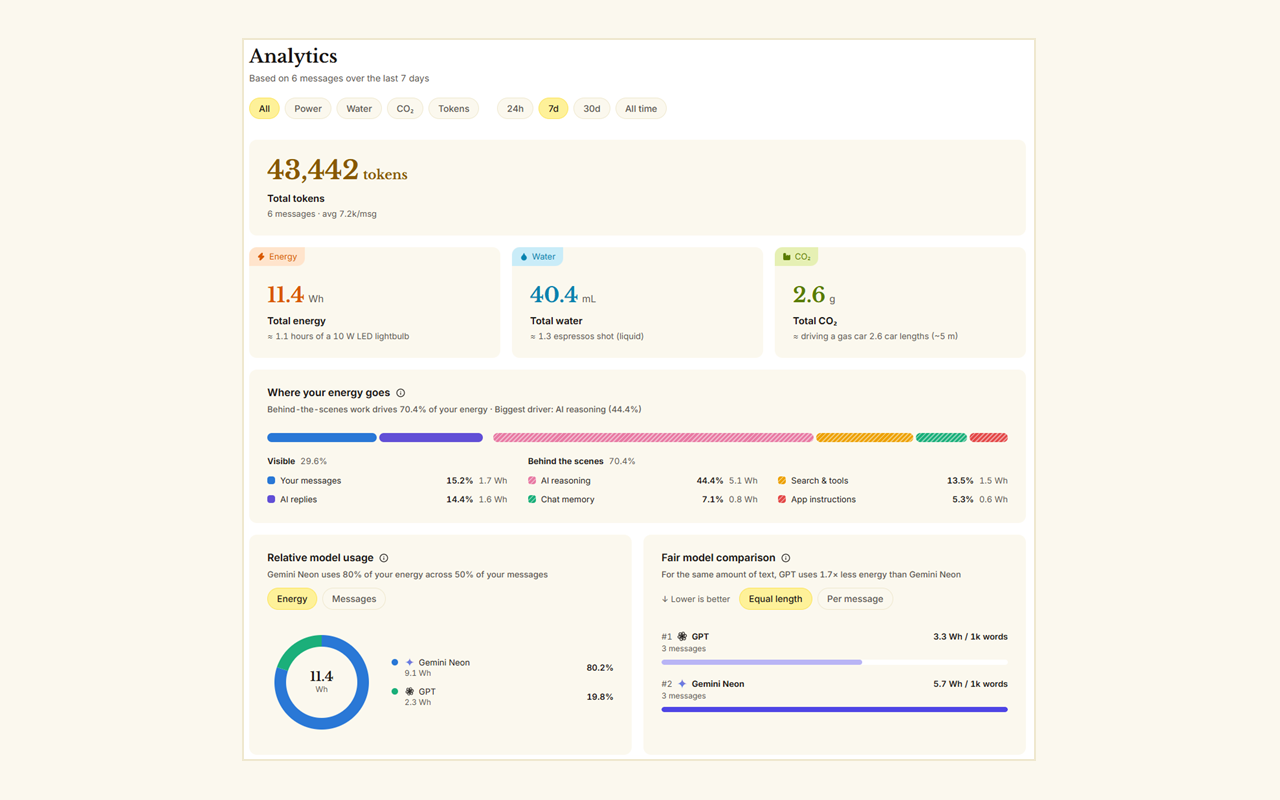 Analytics
Based on 6 messages over the last 7 days
All Power Water CO₂ Tokens 24h 7d 30d All time
43,442 tokens
Total tokens
6 messages · avg 7.2k/msg
Energy
11.4 Wh
Total energy
≈ 1.1 hours of a 10 W LED lightbulb
Water
40.4 mL
Total water
≈ 1.3 espressos shot (liquid)
CO₂
2.6 g
Total CO₂
≈ driving a gas car 2.6 car lengths (~5 m)
Where your energy goes
Behind-the-scenes work drives 70.4% of your energy · Biggest driver: AI reasoning (44.4%)
Visible 29.6%
Your messages 15.2% 1.7 Wh
AI replies 14.4% 1.6 Wh
Behind the scenes 70.4%
AI reasoning 44.4% 5.1 Wh
Search & tools 13.5% 1.5 Wh
Chat memory 7.1% 0.8 Wh
App instructions 5.3% 0.6 Wh
Relative model usage
Gemini Neon uses 80% of your energy across 50% of your messages
Energy Messages
11.4
Wh
Gemini Neon 80.2%
9.1 Wh
GPT 19.8%
2.3 Wh
Fair model comparison
For the same amount of text, GPT uses 1.7× less energy than Gemini Neon
↓ Lower is better Equal length Per message
#1 GPT 3.3 Wh / 1k words
3 messages
#2 Gemini Neon 5.7 Wh / 1k words
3 messages